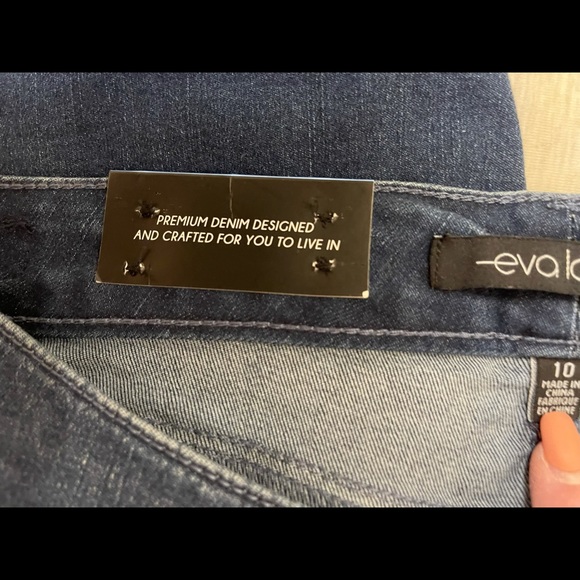 PREMIUM DENIM DESIGNED
AND CRAFTED FOR YOU TO LIVE IN
eva
10
MADE IN
CHINA
FABRIQUE
EN CHINE